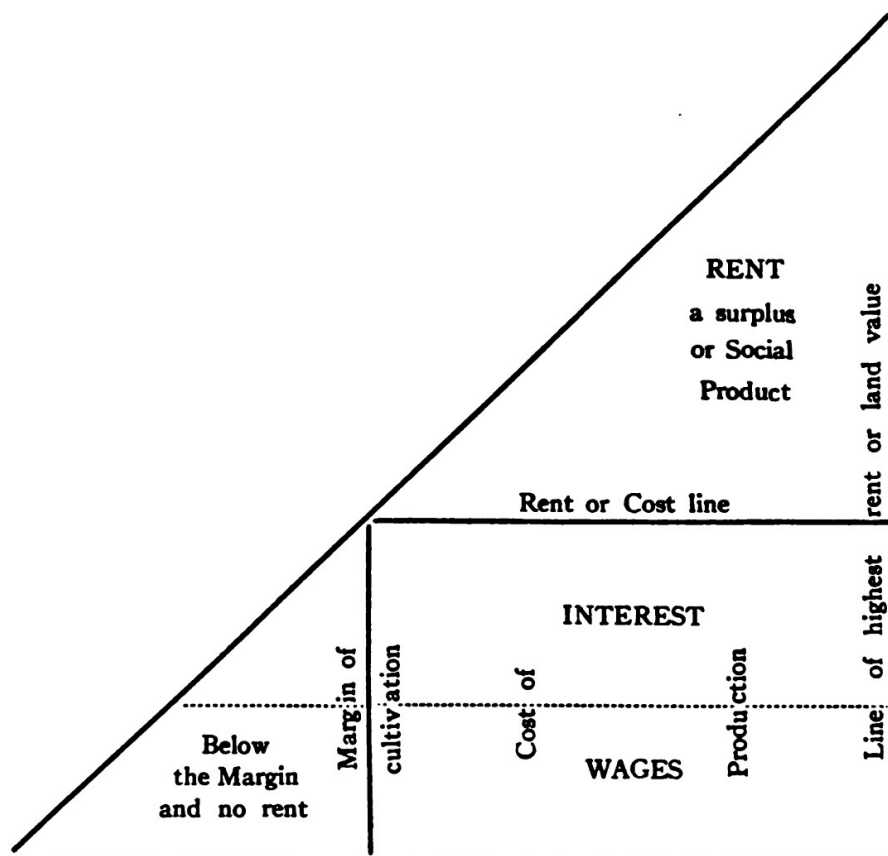 RENT
a surplus
or Social
Product
Line of highest rent or land value
Rent or Cost line
INTEREST
Margin of
cultivation
Cost of
Production
Below
the Margin
and no rent
WAGES